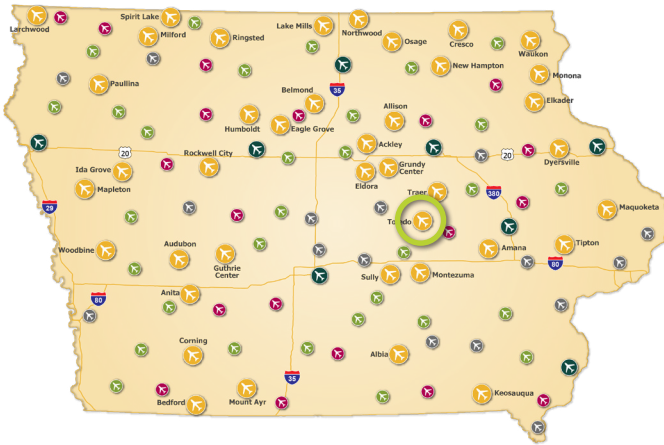 Spirit Lake
Lake Mills
Larchwood
Milford
Ringsted
Northwood
Osage
Cresco
Waukon
New Hampton
Monona
Paullina
Belmond
35
Elkader
Allison
Humboldt
Eagle Grove
Ackley
20
Rockwell City
20
Dyersville
Ida Grove
Grundy
Center
Mapleton
Eldora
Traer
380
29
Maquoketa
Toledo
Woodbine
Audubon
Guthrie
Center
Amana
Tipton
80
Sully
Montezuma
Anita
80
Corning
Albia
35
Bedford
Mount Ayr
Keosauqua